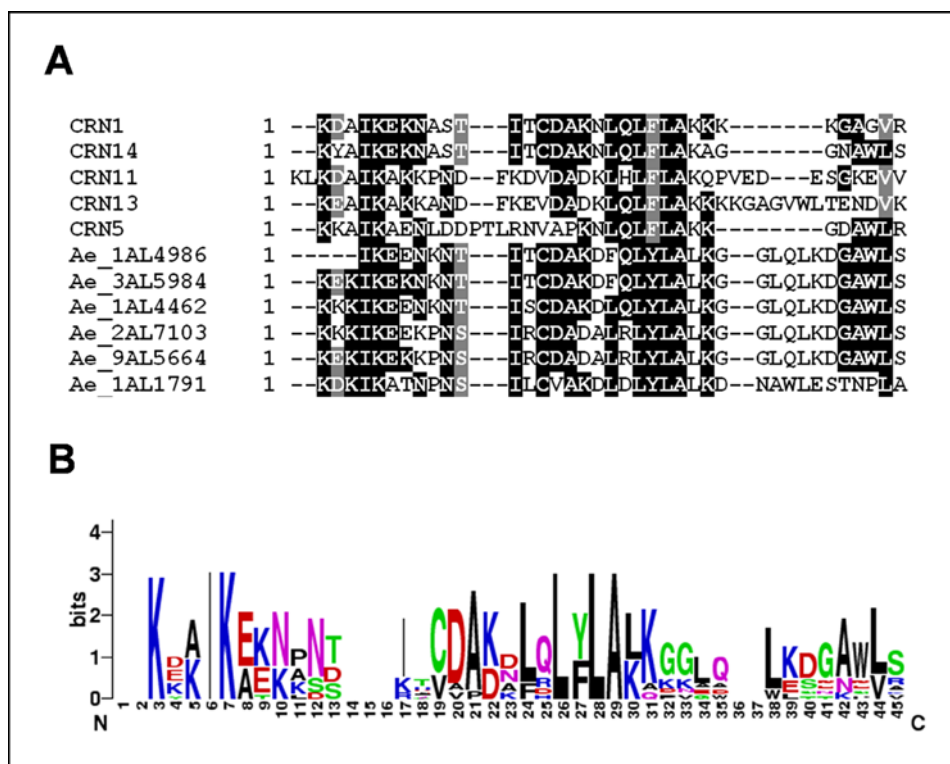 A
CRN1 1 --KDAIKEKNAST---ITCDAKNLQLFLAKKK-------KGAGVR
CRN14 1 --KYAIKEKNAST---ITCDAKNLQLFLAKAG-------GNAWLS
CRN11 1 KLKDAIKAKKPND--FKDVDADKLHLFLAKQPVED---ESGKEVV
CRN13 1 --KEAIKAKKAND--FKEVDADKLQLFLAKKKKGAGVWLTENDVK
CRN5 1 --KKAIKAENLDDPTLRNVAPKNLQLFLAKK--------GDAWLS
Ae_1AL4986 1 -----IKEENKNT---ITCDAKDFQLYLALKG--GLQLKDGAWLS
Ae_3AL5984 1 --KEKIKEENKNT---ITCDAKDFQLYLALKG--GLQLKDGAWLS
Ae_1AL4462 1 --KKKIKEENKNT---ISCDAKDLQLYLALKG--GLQLKDGAWLS
Ae_2AL7103 1 --KKKIKEEKPNS---IRCDADALRLYLALKG--GLQLKDGAWLS
Ae_9AL5664 1 --KEKIKEKKPNS---IRCDADALRLYLALKG--GLQLKDGAWLS
Ae_1AL1791 1 --KDKIKATNPNS---ILCVAKDLDLYLALKD--NAWLESTNPLA
B
bits
4
3
2
1
0
K D A I K E K N P N T I C D A K D L Q L Y L A L K G G L Q L K D G A W L S
1 2 3 4 5 6 7 8 9 10 11 12 13 14 15 16 17 18 19 20 21 22 23 24 25 26 27 28 29 30 31 32 33 34 35 36 37 38 39 40 41 42 43 44 45
N C